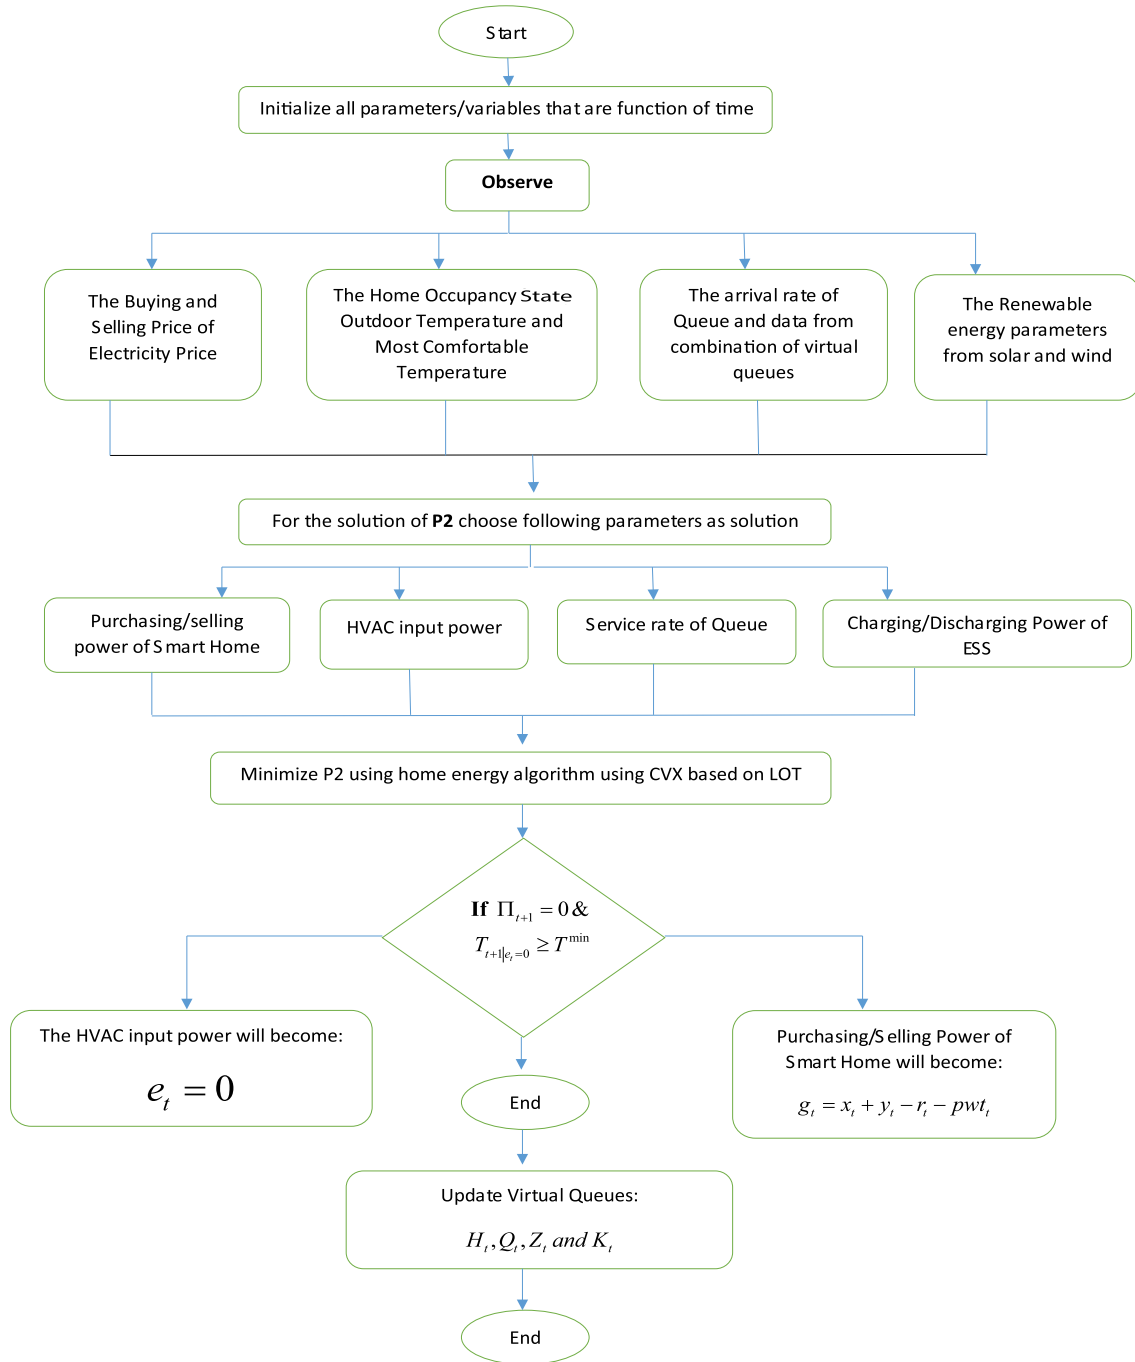 Start
Initialize all parameters/variables that are function of time
Observe
The Buying and
Selling Price of
Electricity Price
The Home Occupancy State
Outdoor Temperature and
Most Comfortable
Temperature
The arrival rate of
Queue and data from
combination of virtual
queues
The Renewable
energy parameters
from solar and wind
For the solution of P2 choose following parameters as solution
Purchasing/selling
power of Smart Home
HVAC input power
Service rate of Queue
Charging/Discharging Power of
ESS
Minimize P2 using home energy algorithm using CVX based on LOT
If Π_{t+1} = 0 &
T_{t+1|e_t=0} ≥ T^{min}
The HVAC input power will become:
e_t = 0
Purchasing/Selling Power of
Smart Home will become:
g_t = x_t + y_t − r_t − pwt_t
End
Update Virtual Queues:
H_t, Q_t, Z_t and K_t
End